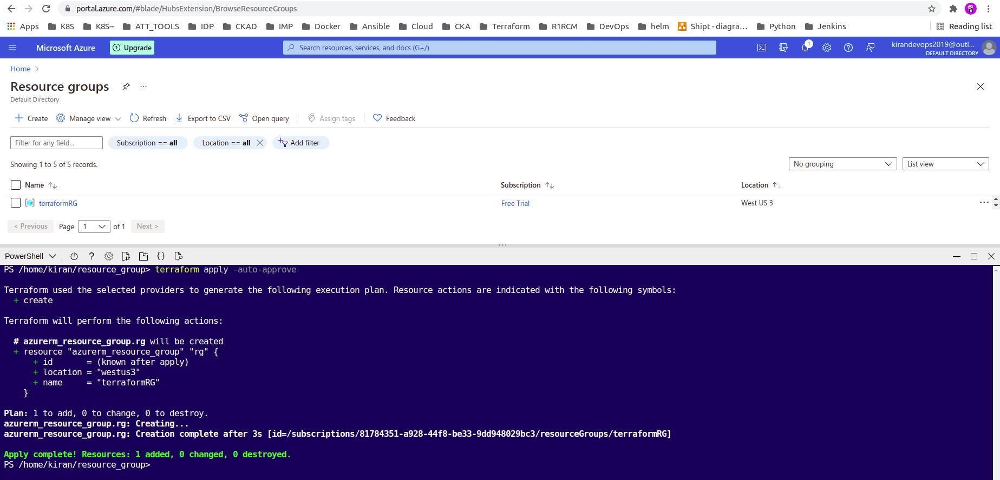 portal.azure.com/#blade/HubsExtension/BrowseResourceGroups
Apps K8S K8S-- ATT_TOOLS IDP CKAD IMP Docker Ansible Cloud CKA Terraform R1RCM DevOps helm Shipt - diagra... Python Jenkins Reading list
Microsoft Azure Upgrade Search resources, services, and docs (G+/) 1 kirandevops2019@outl...
DEFAULT DIRECTORY
Home >
Resource groups ...
Default Directory
+ Create Manage view Refresh Export to CSV Open query Assign tags Feedback
Filter for any field... Subscription == all Location == all Add filter
Showing 1 to 5 of 5 records.
No grouping List view
Name Subscription Location
terraformRG Free Trial West US 3 ...
< Previous Page 1 of 1 Next >
PowerShell ? {}
PS /home/kiran/resource_group> terraform apply -auto-approve
Terraform used the selected providers to generate the following execution plan. Resource actions are indicated with the following symbols:
+ create
Terraform will perform the following actions:
# azurerm_resource_group.rg will be created
+ resource "azurerm_resource_group" "rg" {
+ id       = (known after apply)
+ location = "westus3"
+ name     = "terraformRG"
}
Plan: 1 to add, 0 to change, 0 to destroy.
azurerm_resource_group.rg: Creating...
azurerm_resource_group.rg: Creation complete after 3s [id=/subscriptions/81784351-a928-44f8-be33-9dd948029bc3/resourceGroups/terraformRG]
Apply complete! Resources: 1 added, 0 changed, 0 destroyed.
PS /home/kiran/resource_group>